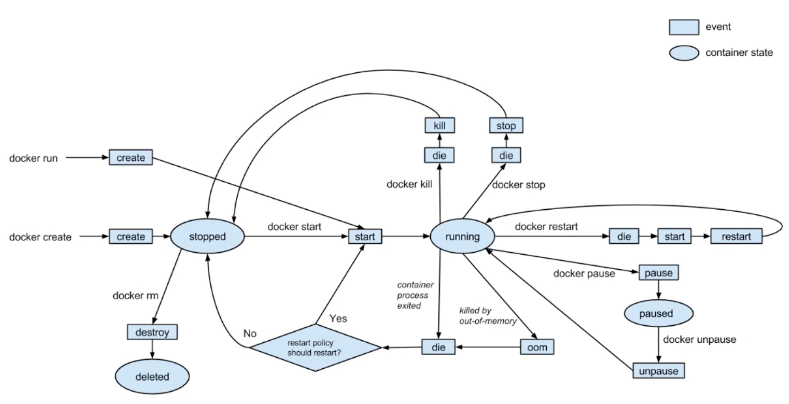 event
container state
kill
stop
die
die
docker run
create
docker kill
docker stop
docker create
create
stopped
docker start
start
running
docker restart
die
start
restart
docker pause
pause
container
process
exited
docker rm
killed by
out-of-memory
paused
destroy
No
Yes
restart policy
should restart?
die
oom
docker unpause
unpause
deleted